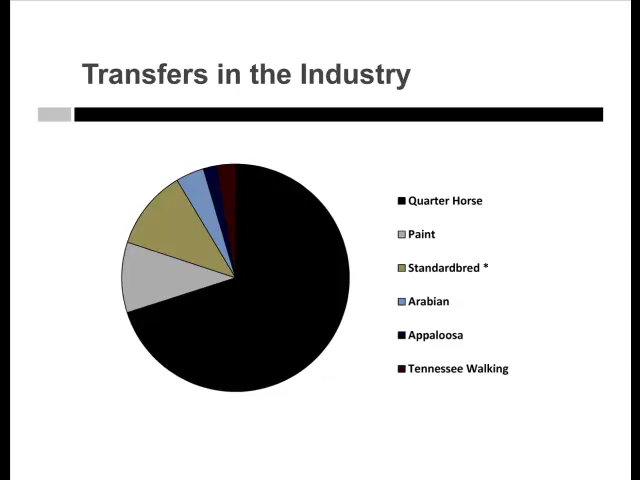 Transfers in the Industry
Quarter Horse
Paint
Standardbred *
Arabian
Appaloosa
Tennessee Walking